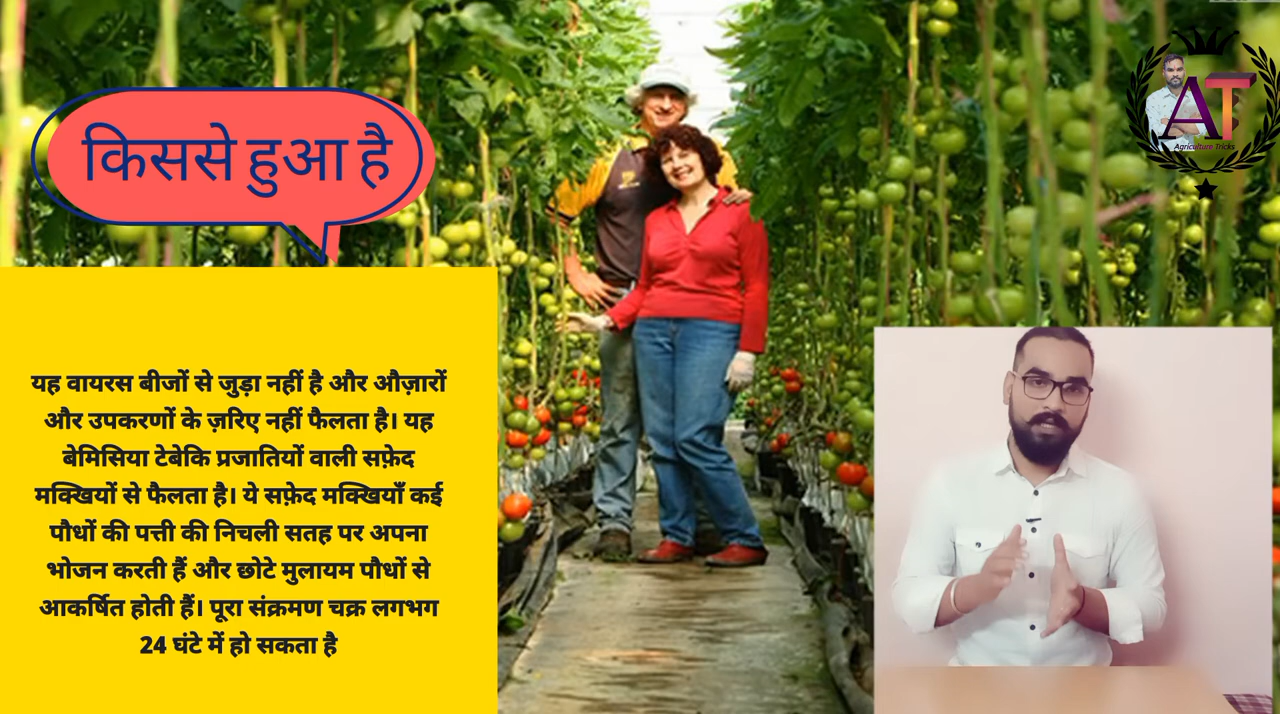 किससे हुआ है
AT
Agriculture Tricks
यह वायरस बीजों से जुड़ा नहीं है और औज़ारों
और उपकरणों के ज़रिए नहीं फैलता है। यह
बेमिसिया टेबेकि प्रजातियों वाली सफ़ेद
मक्खियों से फैलता है। ये सफ़ेद मक्खियाँ कई
पौधों की पत्ती की निचली सतह पर अपना
भोजन करती हैं और छोटे मुलायम पौधों से
आकर्षित होती हैं। पूरा संक्रमण चक्र लगभग
24 घंटे में हो सकता है